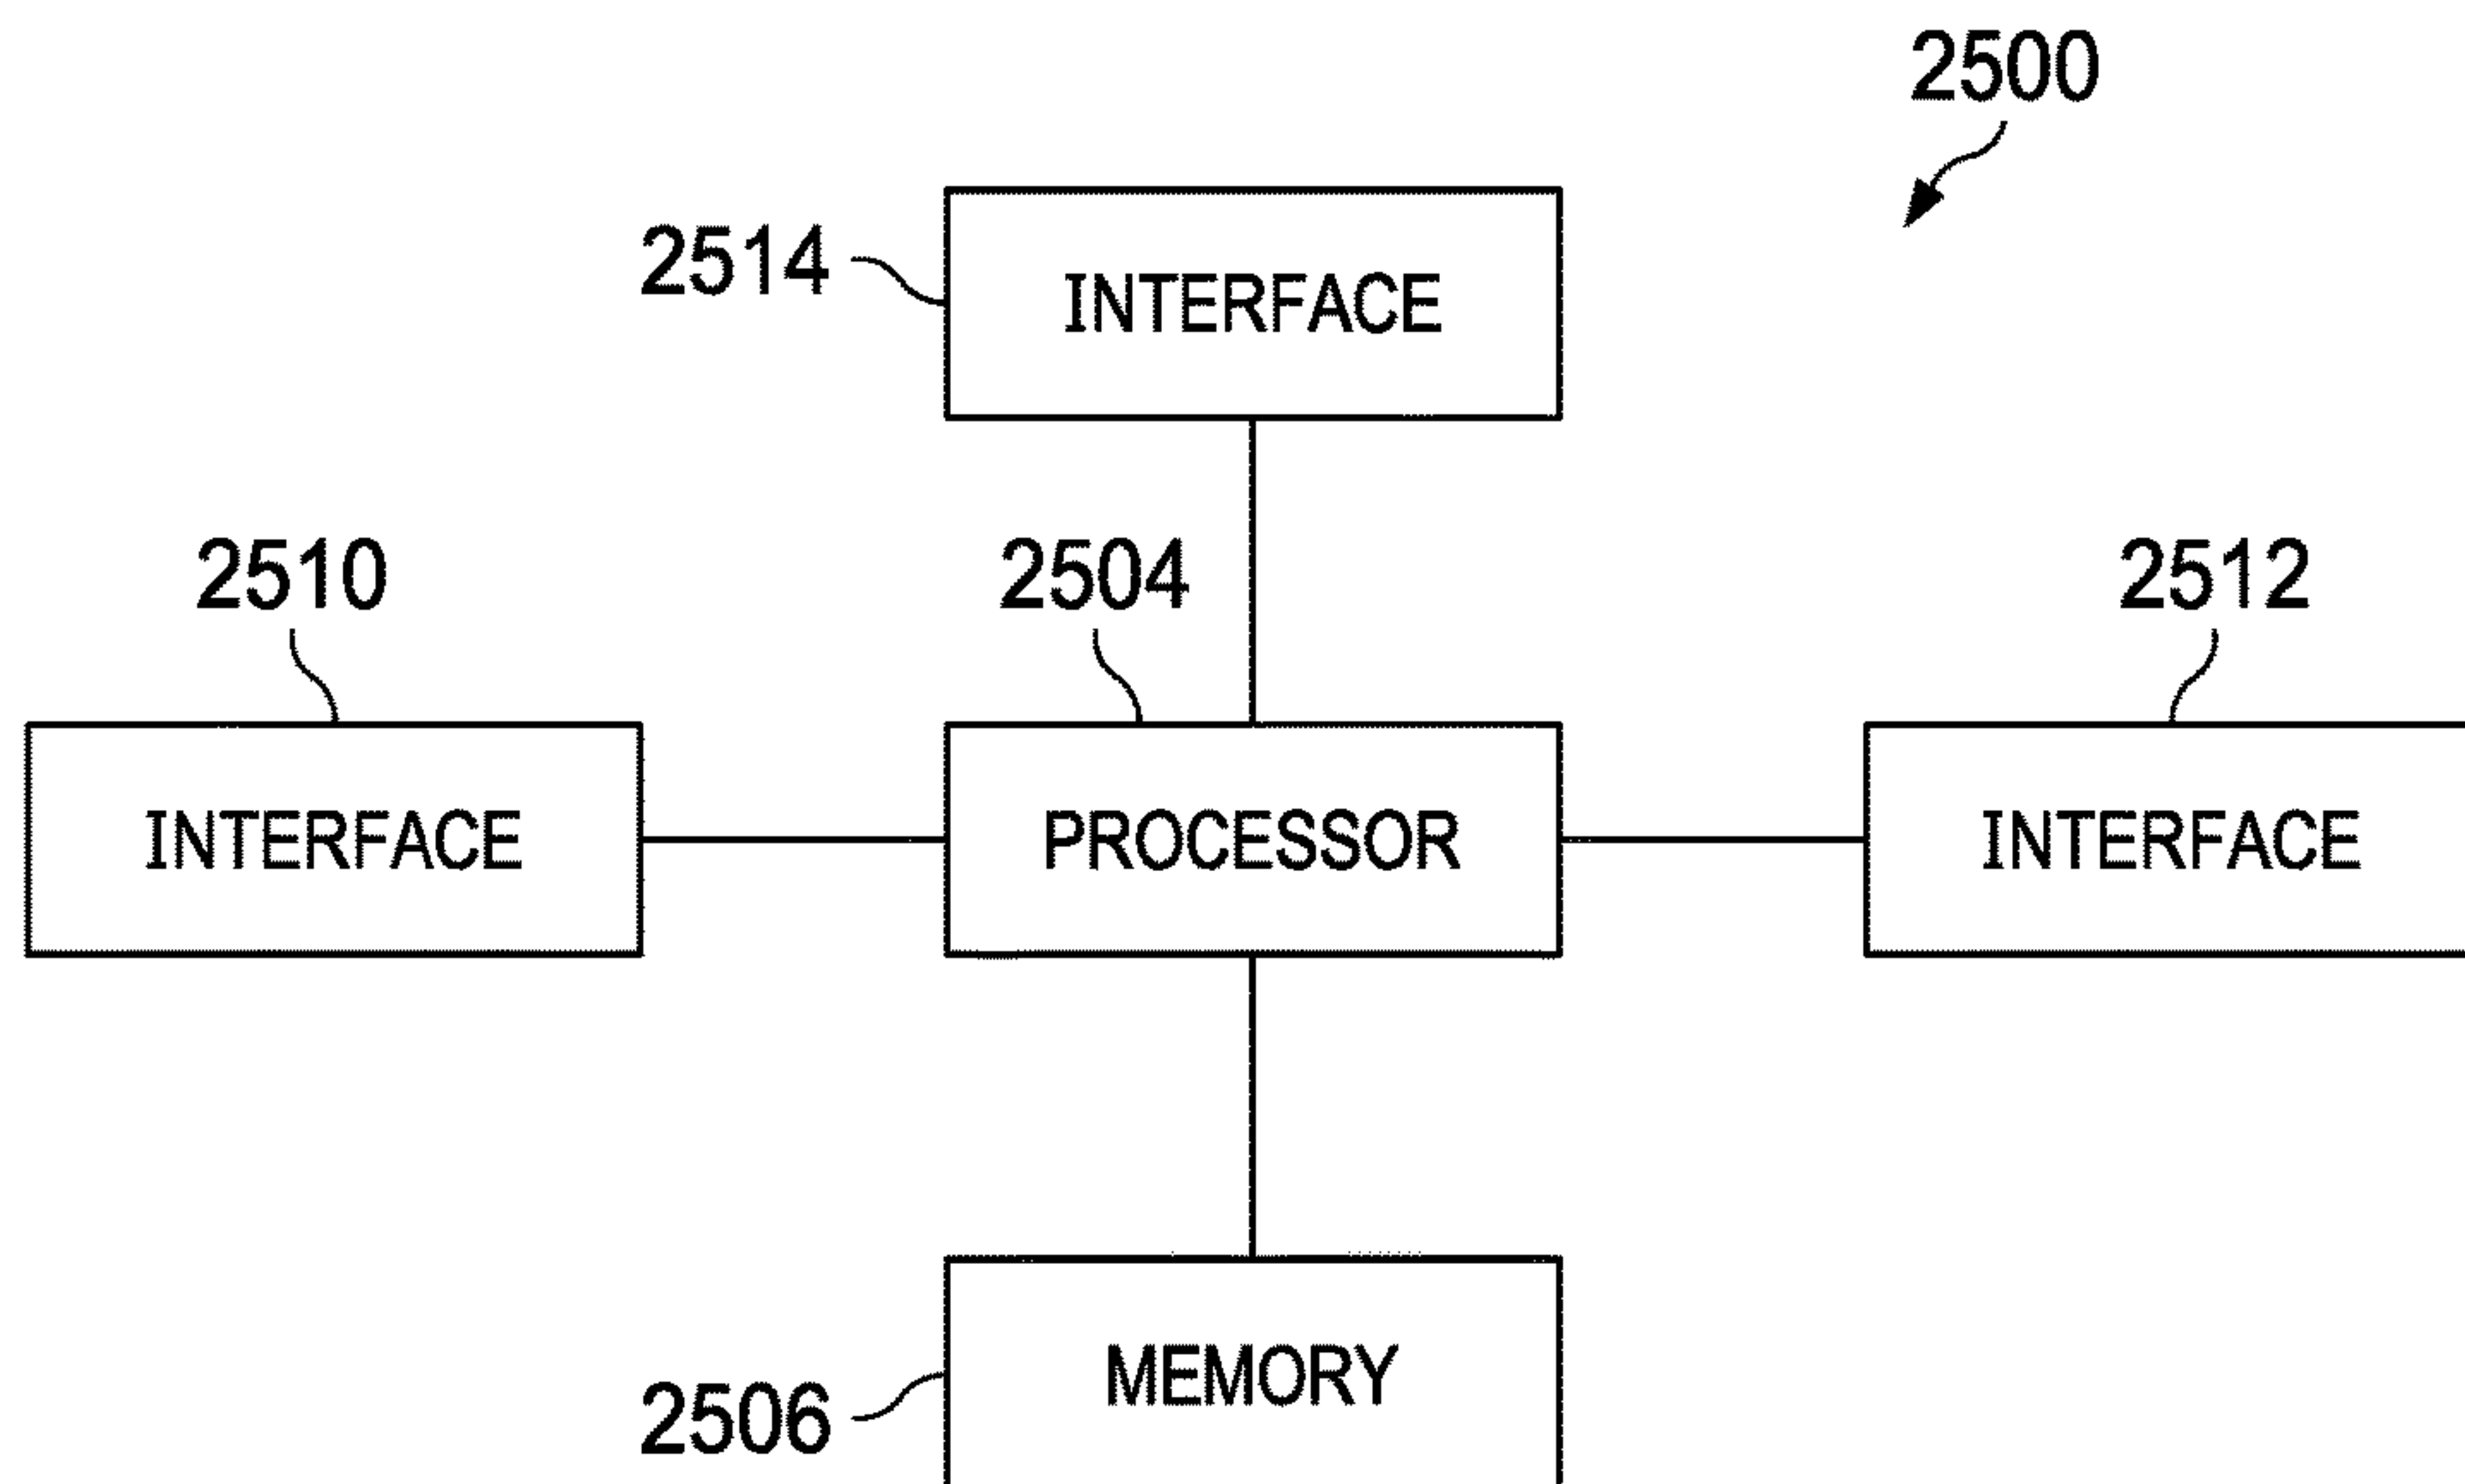 2500
2514
INTERFACE
2510
2504
2512
INTERFACE
PROCESSOR
INTERFACE
MEMORY
2506